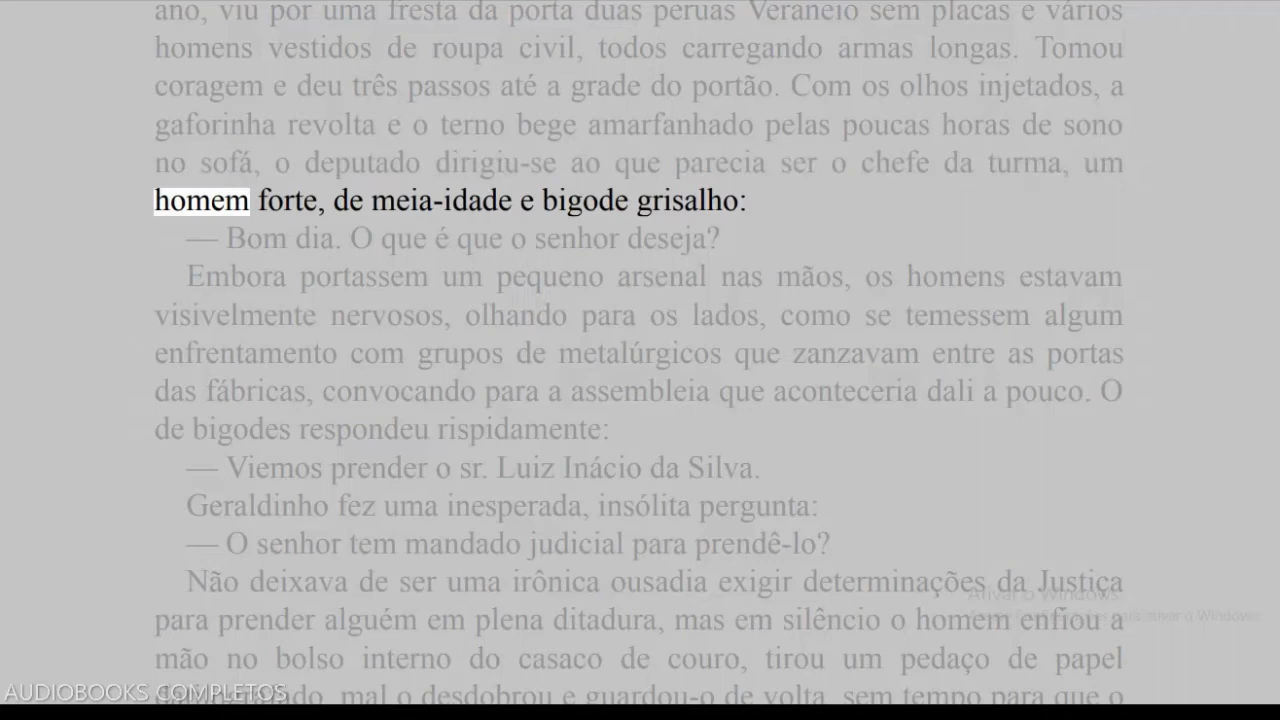 ano, viu por uma fresta da porta duas peruas Veraneio sem placas e vários
homens vestidos de roupa civil, todos carregando armas longas. Tomou
coragem e deu três passos até a grade do portão. Com os olhos injetados, a
gaforinha revolta e o terno bege amarfanhado pelas poucas horas de sono
no sofá, o deputado dirigiu-se ao que parecia ser o chefe da turma, um
homem forte, de meia-idade e bigode grisalho:
— Bom dia. O que é que o senhor deseja?
Embora portassem um pequeno arsenal nas mãos, os homens estavam
visivelmente nervosos, olhando para os lados, como se temessem algum
enfrentamento com grupos de metalúrgicos que zanzavam entre as portas
das fábricas, convocando para a assembleia que aconteceria dali a pouco. O
de bigodes respondeu rispidamente:
— Viemos prender o sr. Luiz Inácio da Silva.
Geraldinho fez uma inesperada, insólita pergunta:
— O senhor tem mandado judicial para prendê-lo?
Não deixava de ser uma irônica ousadia exigir determinações da Justiça
Ativar o Windows
para prender alguém em plena ditadura, mas em silêncio o homem enfiou a
para ativar o Windows.
mão no bolso interno do casaco de couro, tirou um pedaço de papel
mal o desdobrou e guardou-o de volta, sem tempo para que o
AUDIOBOOKS COMPLETOS